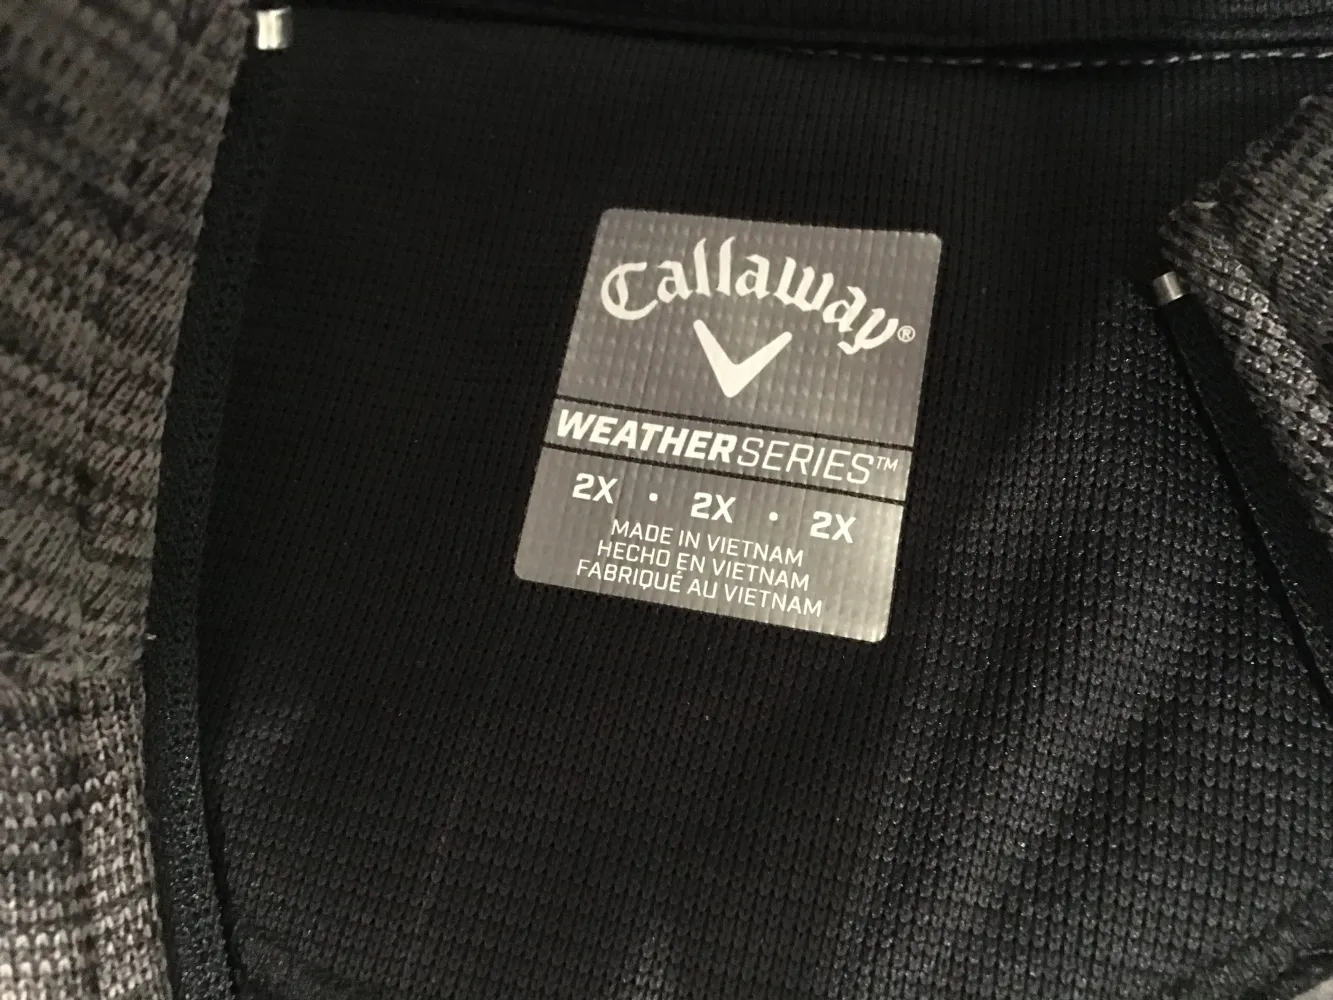 Callaway®
WEATHERSERIES™
2X • 2X • 2X
MADE IN VIETNAM
HECHO EN VIETNAM
FABRIQUÉ AU VIETNAM